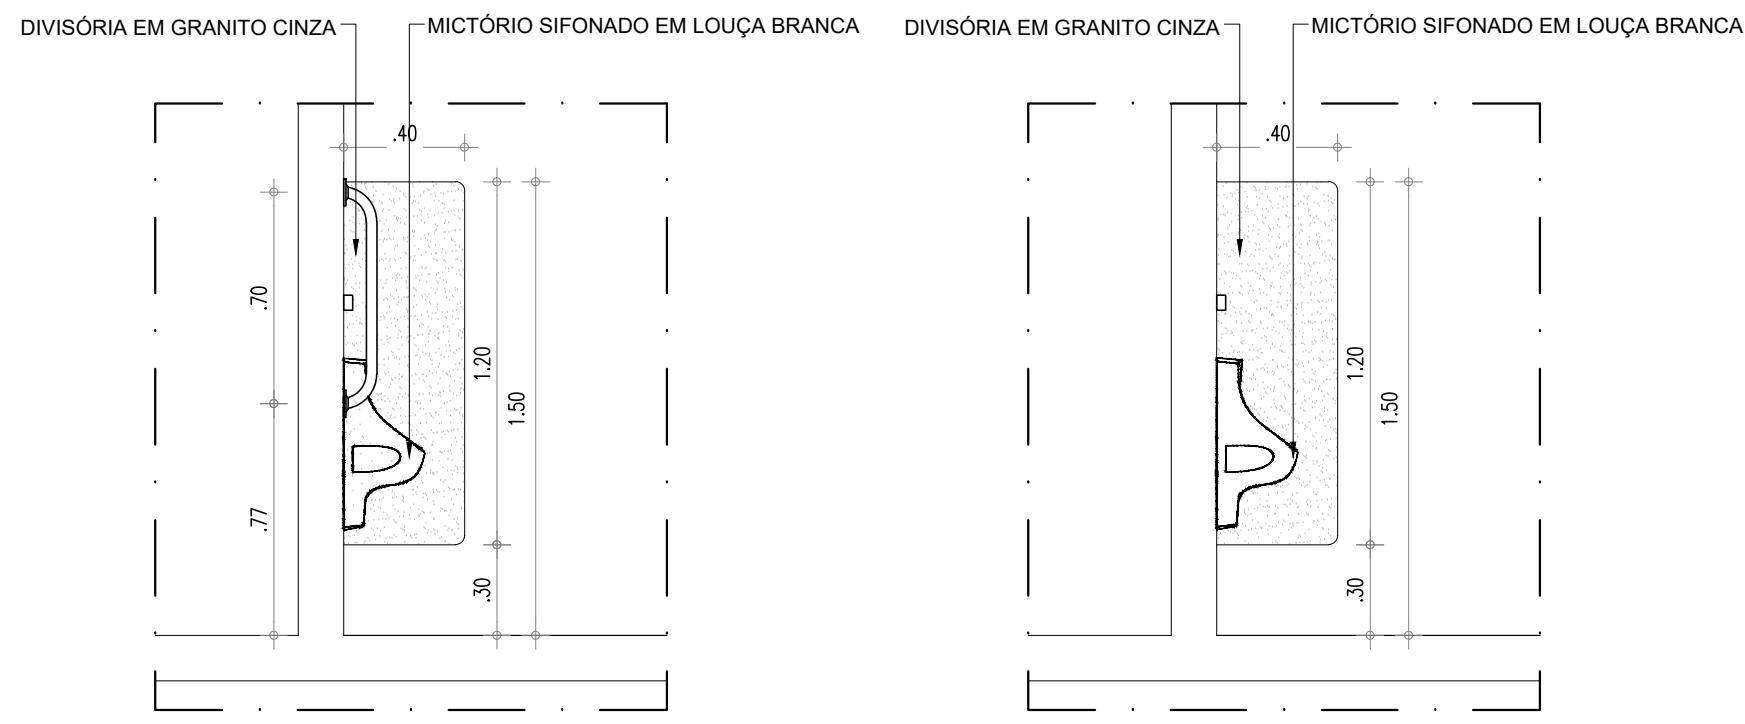 DIVISÓRIA EM GRANITO CINZA
MICTÓRIO SIFONADO EM LOUÇA BRANCA
.40
.70
1.20
1.50
.77
.30
DIVISÓRIA EM GRANITO CINZA
MICTÓRIO SIFONADO EM LOUÇA BRANCA
.40
1.20
1.50
.30